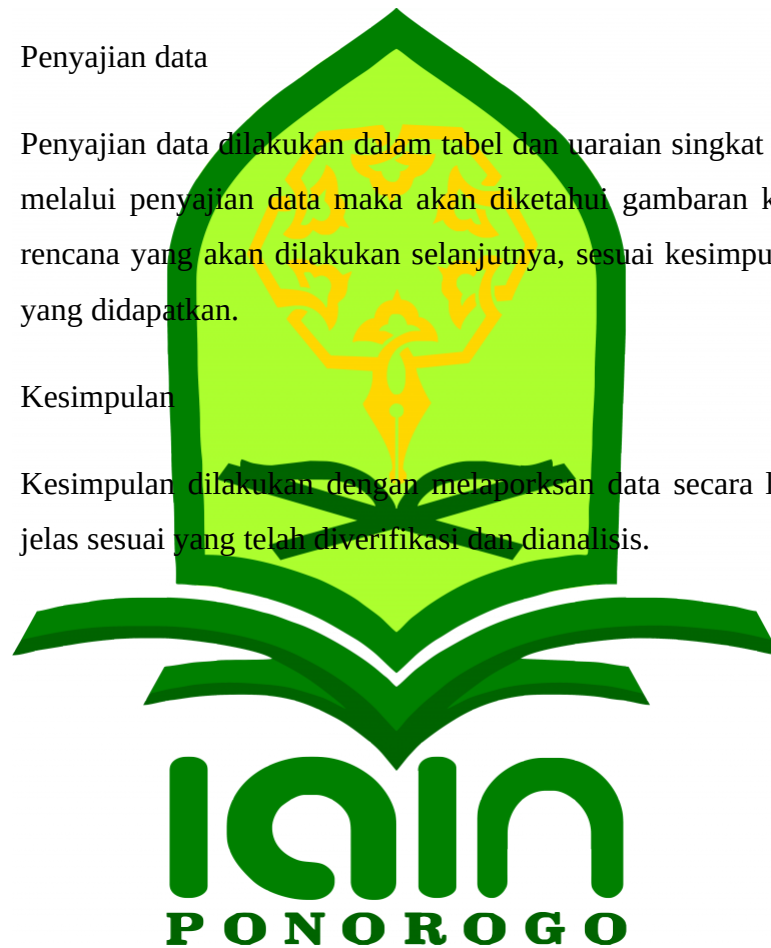 Penyajian data
Penyajian data dilakukan dalam tabel dan uaraian singkat
melalui penyajian data maka akan diketahui gambaran
rencana yang akan dilakukan selanjutnya, sesuai
yang didapatkan.
Kesimpulan
Kesimpulan dilakukan dengan melaporksan data secara
jelas sesuai yang telah diverifikasi dan dianalisis.
iain
PONOROGO